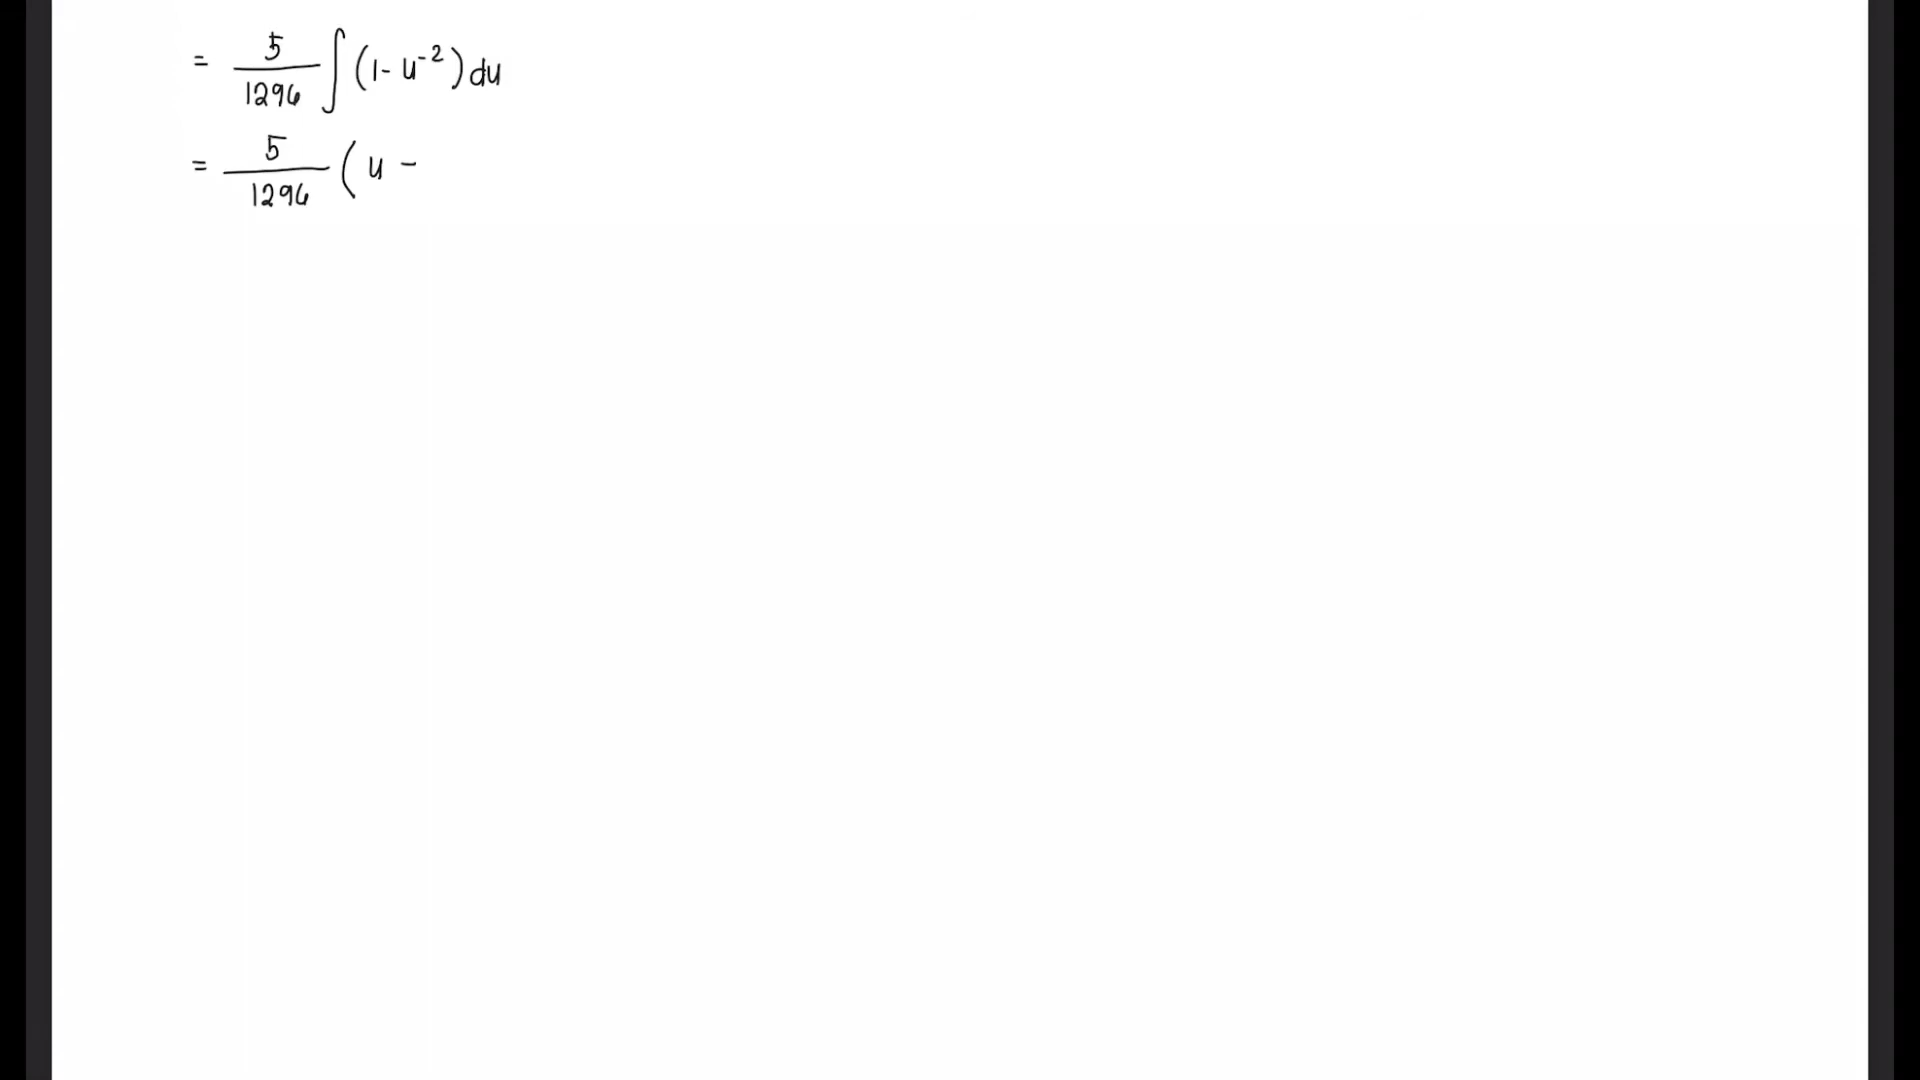 = 5/1296 ∫ (1 - u⁻²) du
= 5/1296 ( u -